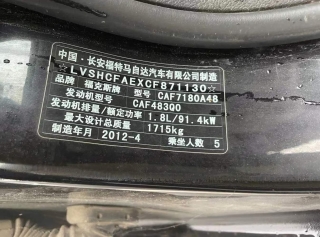 中国·长安福特马自达汽车有限公司制造
☆LVSHCFAEXCF871130☆
品牌 福克斯牌 型号 CAF7180A48
发动机型号 CAF483Q0
发动机排量/额定功率 1.8L/91.4kW
最大设计总质量 1715kg
制造年月 2012-4 乘坐人数 5